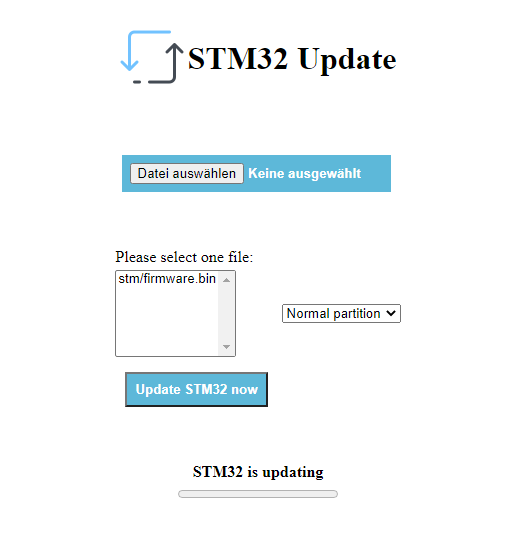 STM32 Update
Datei auswählen Keine ausgewählt
Please select one file:
stm/firmware.bin
Normal partition
Update STM32 now
STM32 is updating